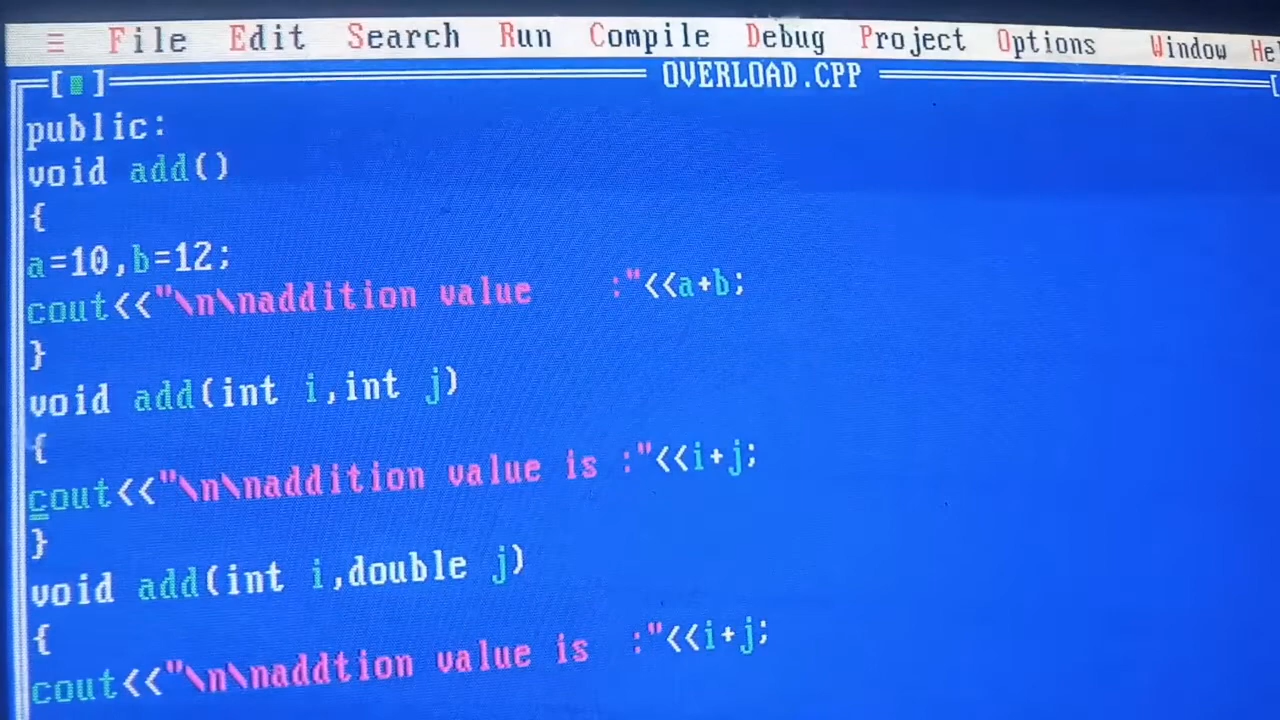 ≡ File Edit Search Run Compile Debug Project Options Window Hel
[■] OVERLOAD.CPP [
public:
void add()
{
a=10,b=12;
cout<<"\n\naddition value    :"<<a+b;
}
void add(int i,int j)
{
cout<<"\n\naddition value is :"<<i+j;
}
void add(int i,double j)
{
cout<<"\n\naddtion value is  :"<<i+j;